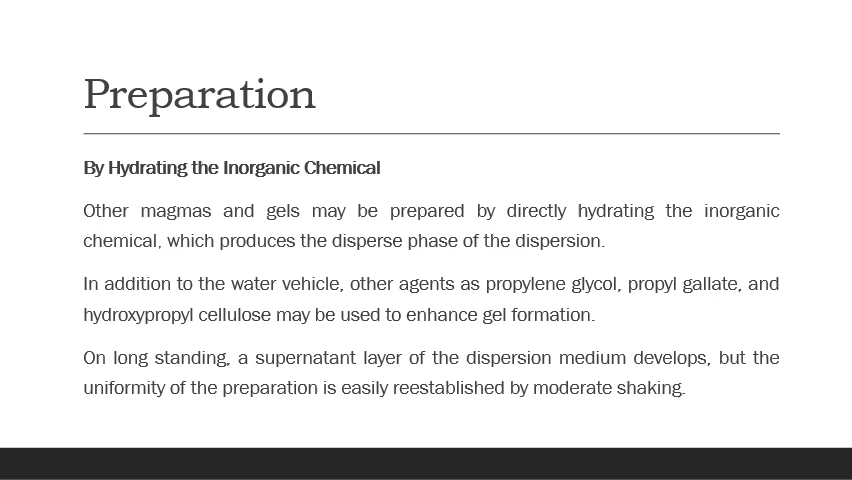 Preparation
By Hydrating the Inorganic Chemical
Other magmas and gels may be prepared by directly hydrating the inorganic
chemical, which produces the disperse phase of the dispersion.
In addition to the water vehicle, other agents as propylene glycol, propyl gallate, and
hydroxypropyl cellulose may be used to enhance gel formation.
On long standing, a supernatant layer of the dispersion medium develops, but the
uniformity of the preparation is easily reestablished by moderate shaking.